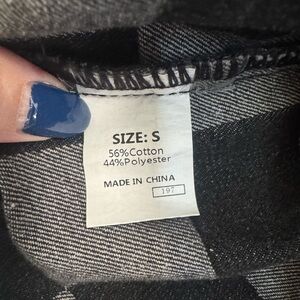 SIZE: S
56%Cotton
44%Polyester
MADE IN CHINA
197